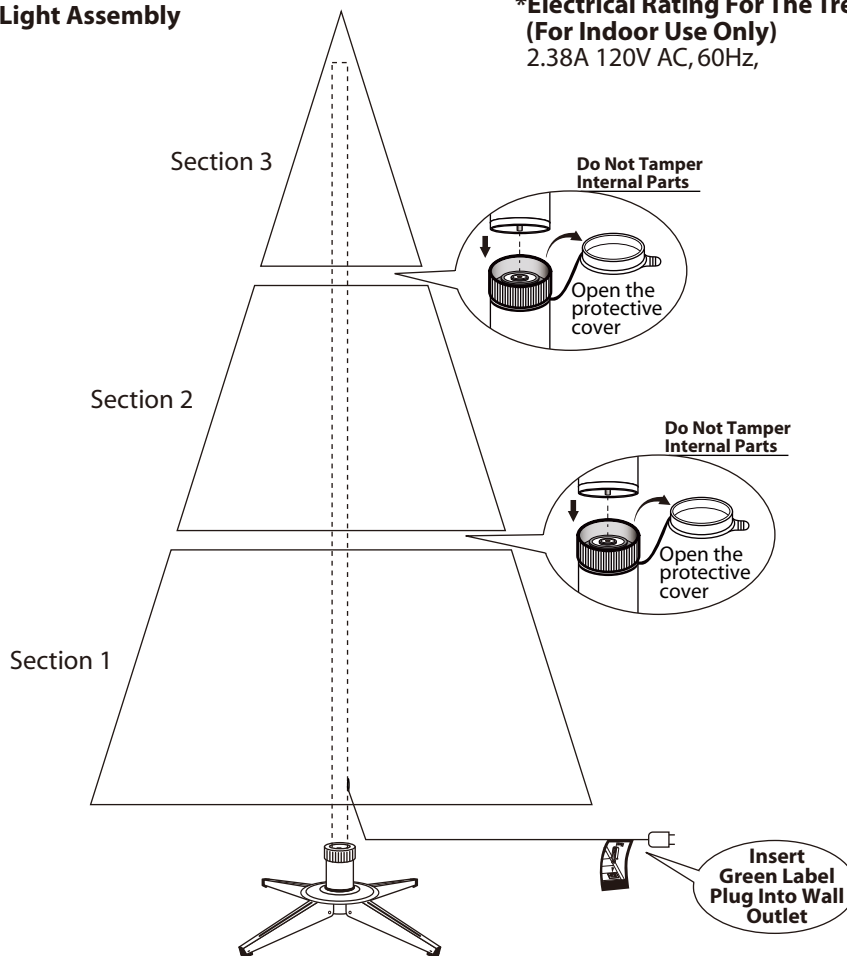 Light Assembly
*Electrical Rating For The Tre
(For Indoor Use Only)
2.38A 120V AC, 60Hz,
Section 3
Do Not Tamper
Internal Parts
Open the
protective
cover
Section 2
Do Not Tamper
Internal Parts
Open the
protective
cover
Section 1
Insert
Green Label
Plug Into Wall
Outlet